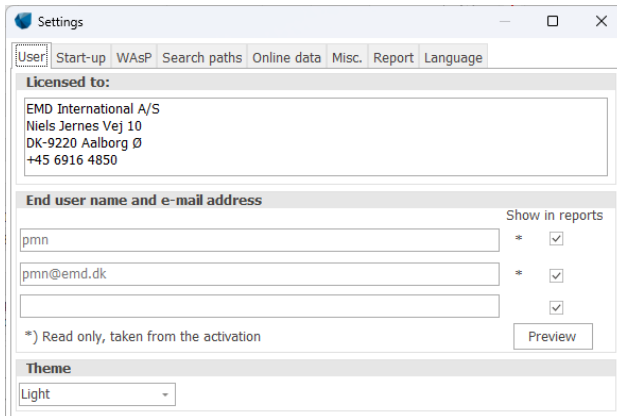 Settings
User Start-up WAsP Search paths Online data Misc. Report Language
Licensed to:
EMD International A/S
Niels Jernes Vej 10
DK-9220 Aalborg Ø
+45 6916 4850
End user name and e-mail address
Show in reports
pmn *
pmn@emd.dk *
*) Read only, taken from the activation Preview
Theme
Light